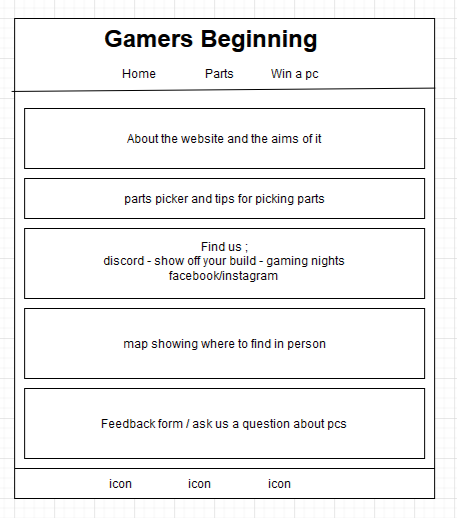 Gamers Beginning
Home Parts Win a pc
About the website and the aims of it
parts picker and tips for picking parts
Find us ;
discord - show off your build - gaming nights
facebook/instagram
map showing where to find in person
Feedback form / ask us a question about pcs
icon icon icon